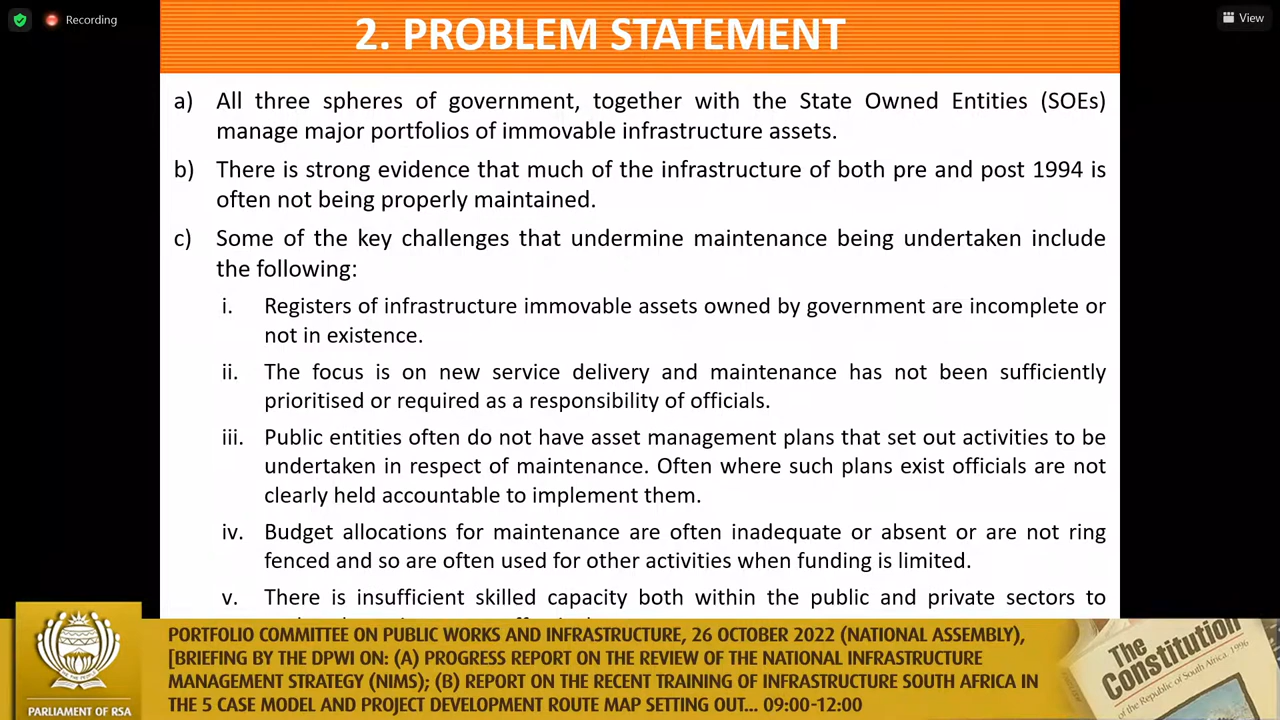 Recording
View
2. PROBLEM STATEMENT
a) All three spheres of government, together with the State Owned Entities (SOEs)
manage major portfolios of immovable infrastructure assets.
b) There is strong evidence that much of the infrastructure of both pre and post 1994 is
often not being properly maintained.
c) Some of the key challenges that undermine maintenance being undertaken include
the following:
i. Registers of infrastructure immovable assets owned by government are incomplete or
not in existence.
ii. The focus is on new service delivery and maintenance has not been sufficiently
prioritised or required as a responsibility of officials.
iii. Public entities often do not have asset management plans that set out activities to be
undertaken in respect of maintenance. Often where such plans exist officials are not
clearly held accountable to implement them.
iv. Budget allocations for maintenance are often inadequate or absent or are not ring
fenced and so are often used for other activities when funding is limited.
v. There is insufficient skilled capacity both within the public and private sectors to
PARLIAMENT OF RSA
PORTFOLIO COMMITTEE ON PUBLIC WORKS AND INFRASTRUCTURE, 26 OCTOBER 2022 (NATIONAL ASSEMBLY),
[BRIEFING BY THE DPWI ON: (A) PROGRESS REPORT ON THE REVIEW OF THE NATIONAL INFRASTRUCTURE
MANAGEMENT STRATEGY (NIMS); (B) REPORT ON THE RECENT TRAINING OF INFRASTRUCTURE SOUTH AFRICA IN
THE 5 CASE MODEL AND PROJECT DEVELOPMENT ROUTE MAP SETTING OUT... 09:00-12:00
The
Constitution
of the Republic of South Africa, 1996